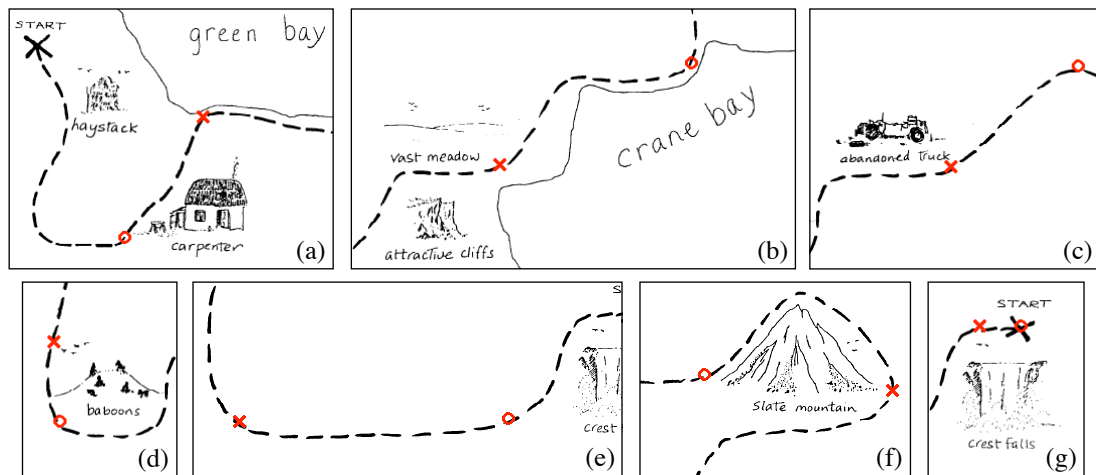 START
green bay
haystack
carpenter
(a)
vast meadow
crane bay
attractive cliffs
(b)
abandoned truck
(c)
baboons
(d)
S
crest
(e)
Slate mountain
(f)
START
crest falls
(g)